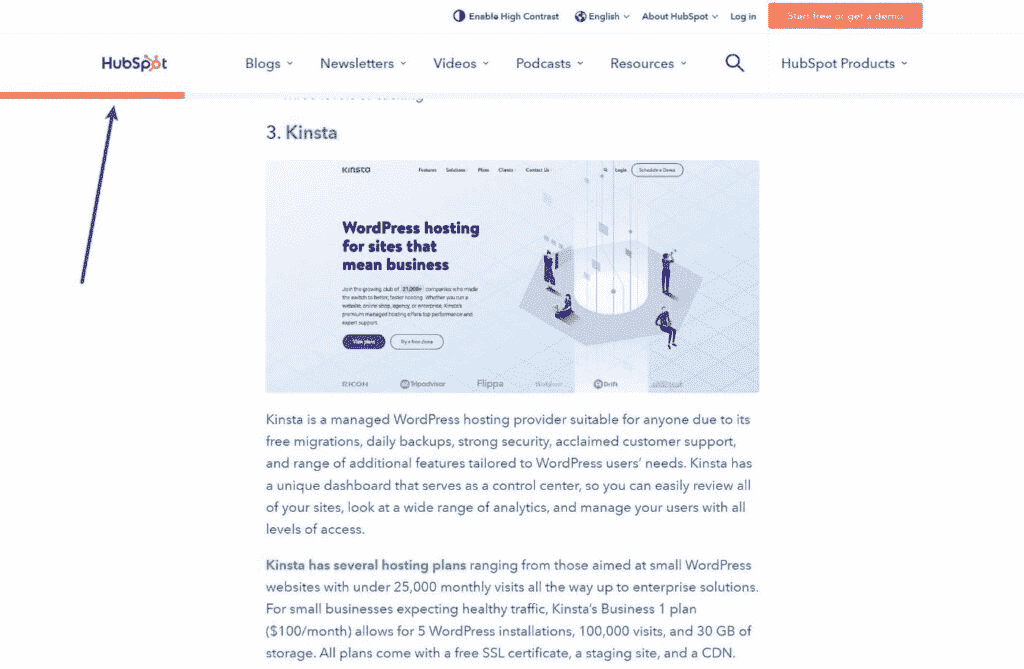 Enable High Contrast English About HubSpot Log in Start free or get a demo
HubSpot Blogs Newsletters Videos Podcasts Resources HubSpot Products
3. Kinsta
KINSTA Features Solutions Plans Clients Contact Us Login Schedule a Demo
WordPress hosting
for sites that
mean business
Join the growing club of 21,000+ companies who made
the switch to better, faster hosting. Whether you run a
website, online shop, agency, or enterprise, Kinsta's
premium managed hosting offers top performance and
expert support.
View plans Try a free demo
RICOH Tripadvisor Flippa Drift
Kinsta is a managed WordPress hosting provider suitable for anyone due to its
free migrations, daily backups, strong security, acclaimed customer support,
and range of additional features tailored to WordPress users' needs. Kinsta has
a unique dashboard that serves as a control center, so you can easily review all
of your sites, look at a wide range of analytics, and manage your users with all
levels of access.
Kinsta has several hosting plans ranging from those aimed at small WordPress
websites with under 25,000 monthly visits all the way up to enterprise solutions.
For small businesses expecting healthy traffic, Kinsta's Business 1 plan
($100/month) allows for 5 WordPress installations, 100,000 visits, and 30 GB of
storage. All plans come with a free SSL certificate, a staging site, and a CDN.